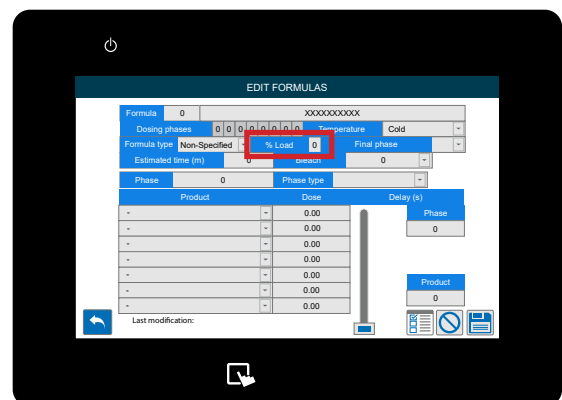 EDIT FORMULAS
Formula 0 XXXXXXXXXX
Dosing phases 0 0 0 0 0 0 0 0 Temperature Cold
Formula type Non-Specified % Load 0 Final phase
Estimated time (m) 0 Bleach 0
Phase 0 Phase type
Product Dose Delay (s)
- 0.00 Phase
- 0.00 0
- 0.00
- 0.00
- 0.00 Product
- 0.00 0
- 0.00
Last modification: